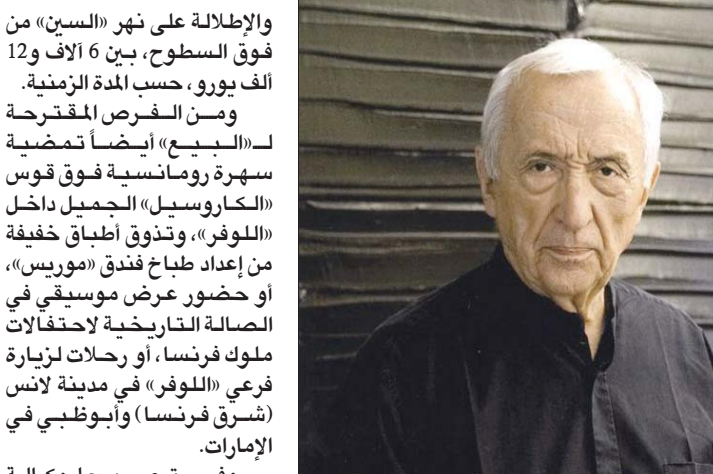 والإطلالة على نهر «السين» من
فوق السطوح، بين 6 آلاف و12
ألف يورو، حسب المدة الزمنية.
ومن الفرص المقترحة
لـ«البيع» أيضاً تمضية
سهرة رومانسية فوق قوس
«الكاروسيل» الجميل داخل
«اللوفر»، وتذوق أطباق خفيفة
من إعداد طباخ فندق «موريس»،
أو حضور عرض موسيقي في
الصالة التاريخية لاحتفالات
ملوك فرنسا، أو رحلات لزيارة
فرعي «اللوفر» في مدينة لانس
(شرق فرنسا) وأبوظبي في
الإمارات.